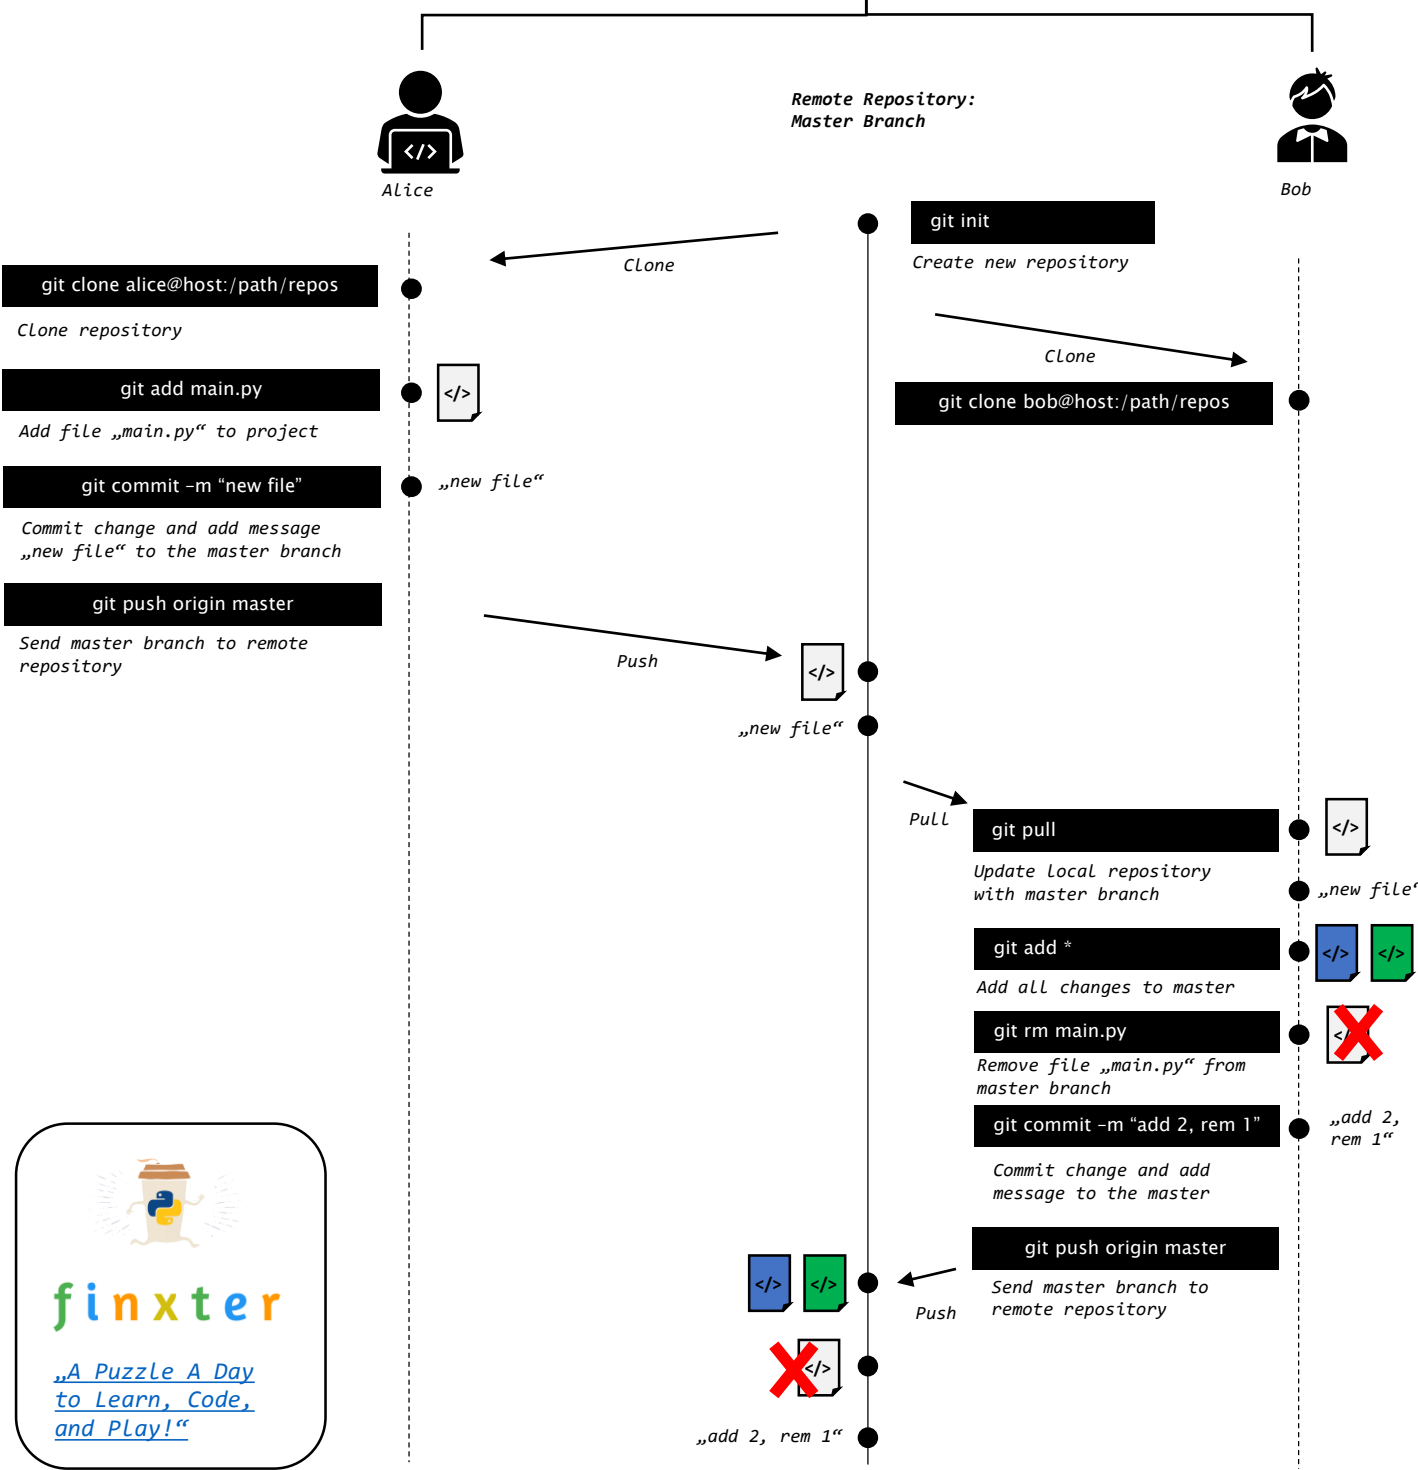 Remote Repository:
Master Branch
Alice
Bob
git init
Create new repository
Clone
git clone alice@host:/path/repos
Clone repository
Clone
git clone bob@host:/path/repos
git add main.py
</>
Add file „main.py“ to project
git commit –m “new file”
„new file“
Commit change and add message
„new file“ to the master branch
git push origin master
Send master branch to remote
repository
Push
</>
„new file“
Pull
git pull
</>
Update local repository
with master branch
„new file“
git add *
</>
</>
Add all changes to master
git rm main.py
Remove file „main.py“ from
master branch
git commit –m “add 2, rem 1”
„add 2,
rem 1“
Commit change and add
message to the master
git push origin master
Send master branch to
remote repository
Push
</>
</>
</>
„add 2, rem 1“
finxter
„A Puzzle A Day
to Learn, Code,
and Play!“